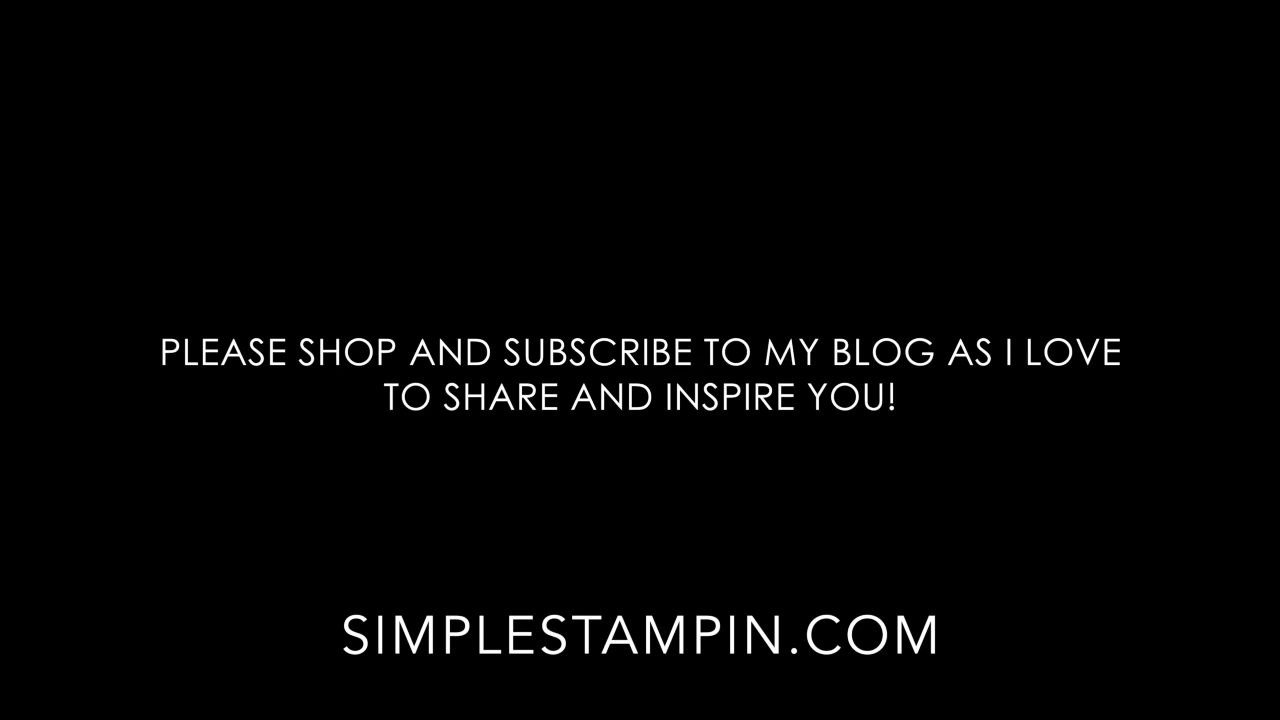 PLEASE SHOP AND SUBSCRIBE TO MY BLOG AS I LOVE
TO SHARE AND INSPIRE YOU!
SIMPLESTAMPIN.COM